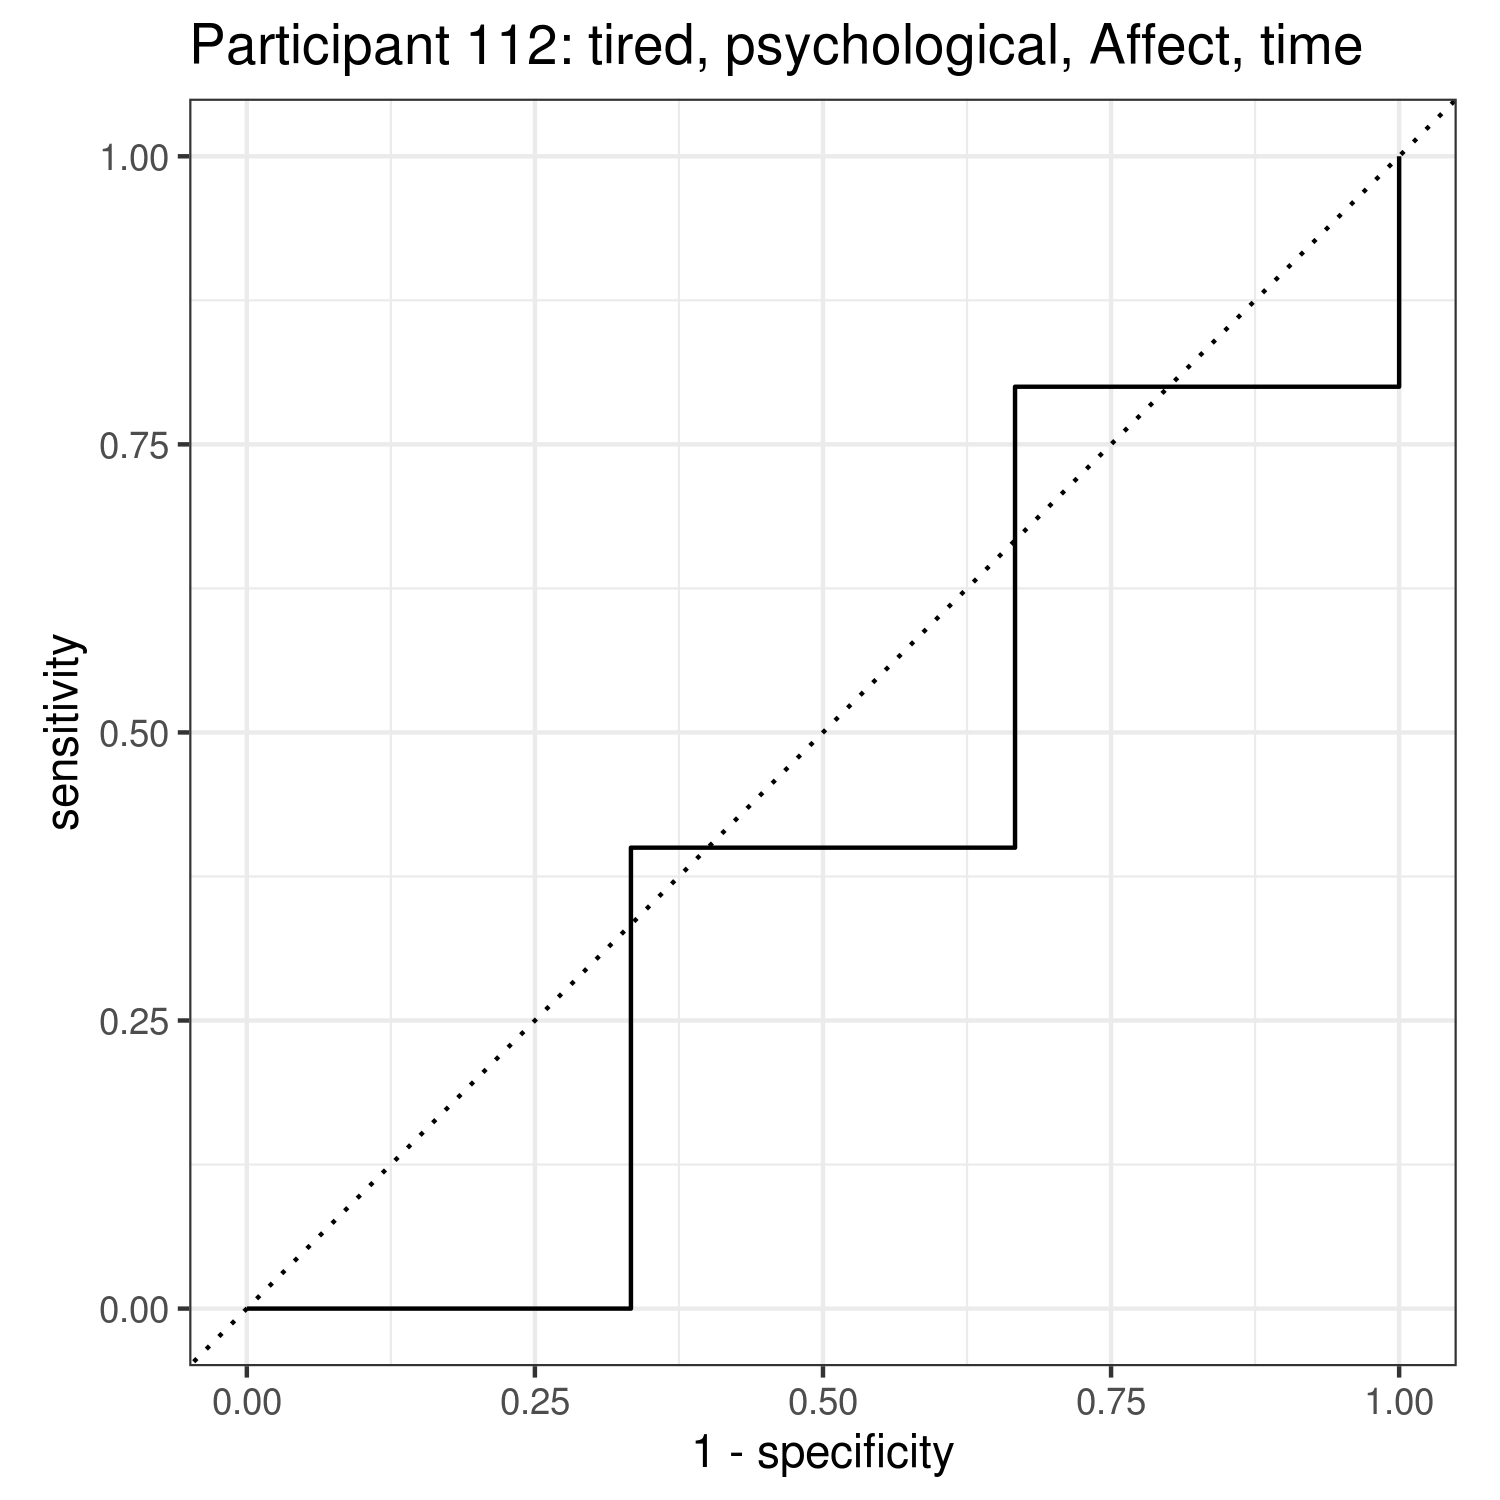 Participant 112: tired, psychological, Affect, time
1.00
0.75
0.50
0.25
0.00
sensitivity
0.00 0.25 0.50 0.75 1.00
1 - specificity